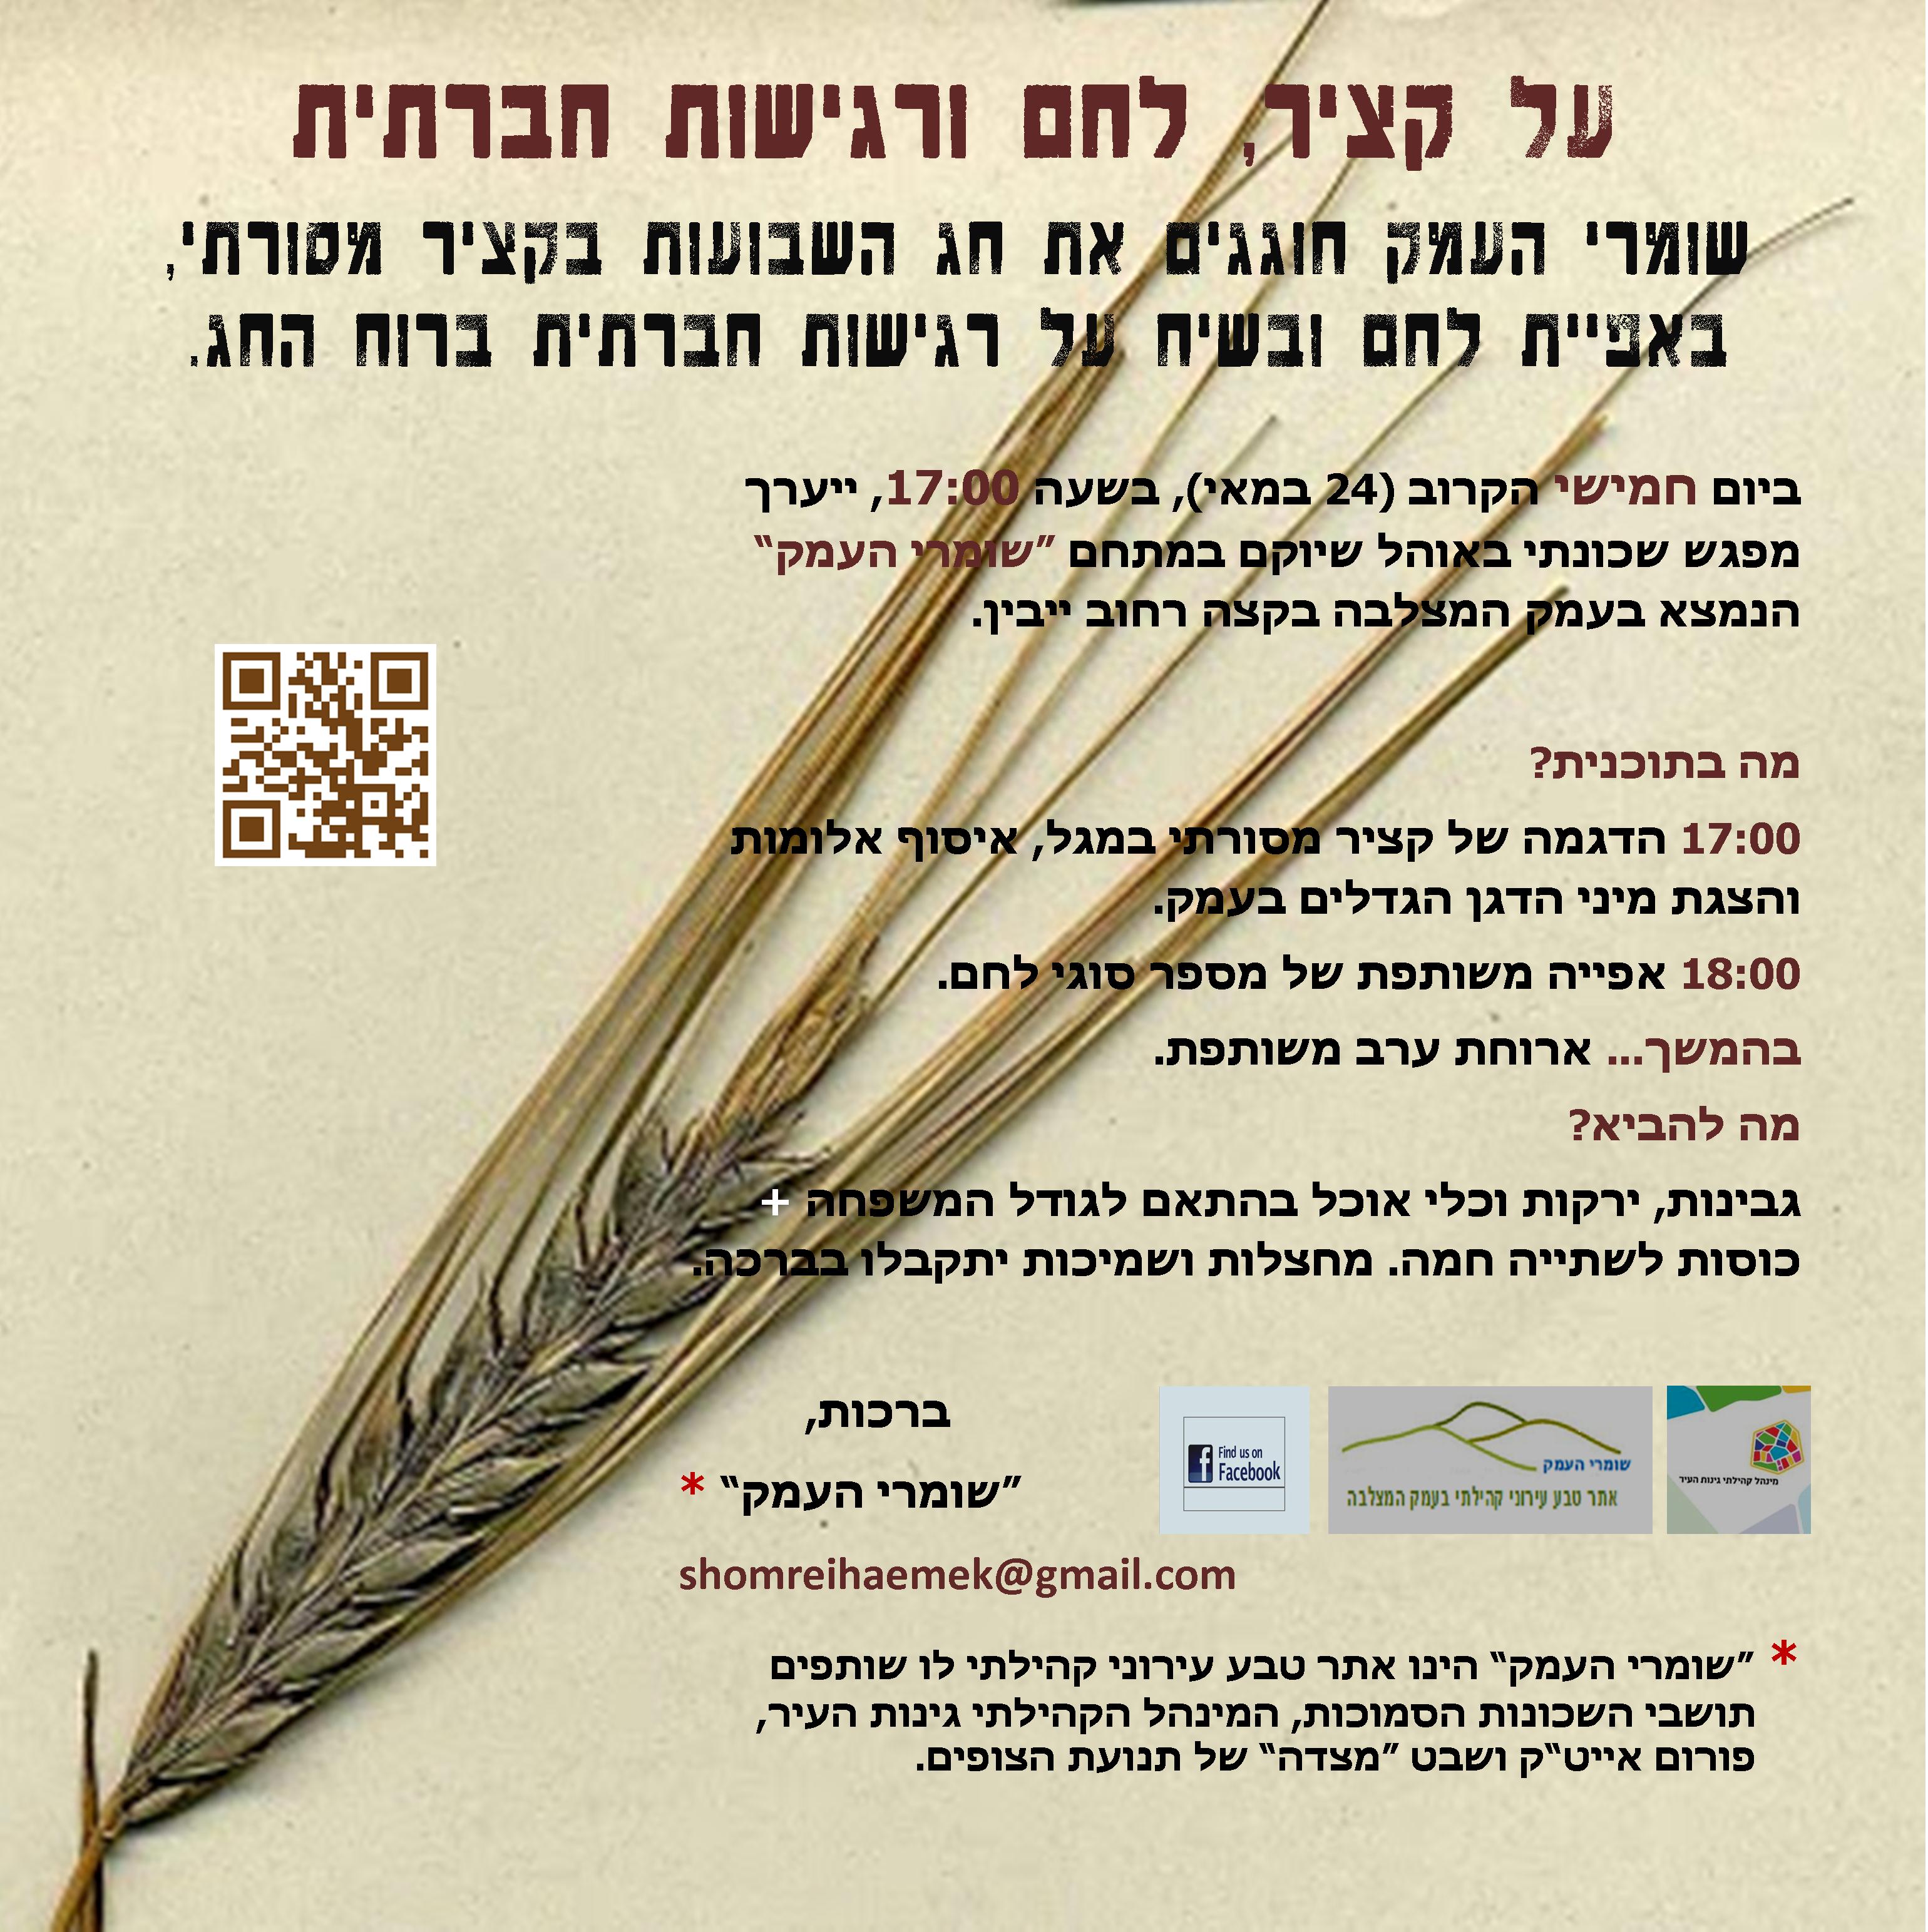 על קציר, לחם ורגישות חברתית
שומרי העמק חוגגים את חג השבועות בקציר מסורתי,
באפיית לחם ובשיח על רגישות חברתית ברוח החג.
ביום חמישי הקרוב (24 במאי), בשעה 17:00, ייערך
מפגש שכונתי באוהל שיוקם במתחם ״שומרי העמק״
הנמצא בעמק המצלבה בקצה רחוב ייבין.
מה בתוכנית?
17:00 הדגמה של קציר מסורתי במגל, איסוף אלומות
והצגת מיני הדגן הגדלים בעמק.
18:00 אפייה משותפת של מספר סוגי לחם.
בהמשך... ארוחת ערב משותפת.
מה להביא?
גבינות, ירקות וכלי אוכל בהתאם לגודל המשפחה +
כוסות לשתייה חמה. מחצלות ושמיכות יתקבלו בברכה.
ברכות,
״שומרי העמק״ *
shomreihaemek@gmail.com
מינהל קהילתי גינות העיר
שומרי העמק
אתר טבע עירוני קהילתי בעמק המצלבה
Find us on
Facebook
* ״שומרי העמק״ הינו אתר טבע עירוני קהילתי לו שותפים
תושבי השכונות הסמוכות, המינהל הקהילתי גינות העיר,
פורום אייט״ק ושבט ״מצדה״ של תנועת הצופים.